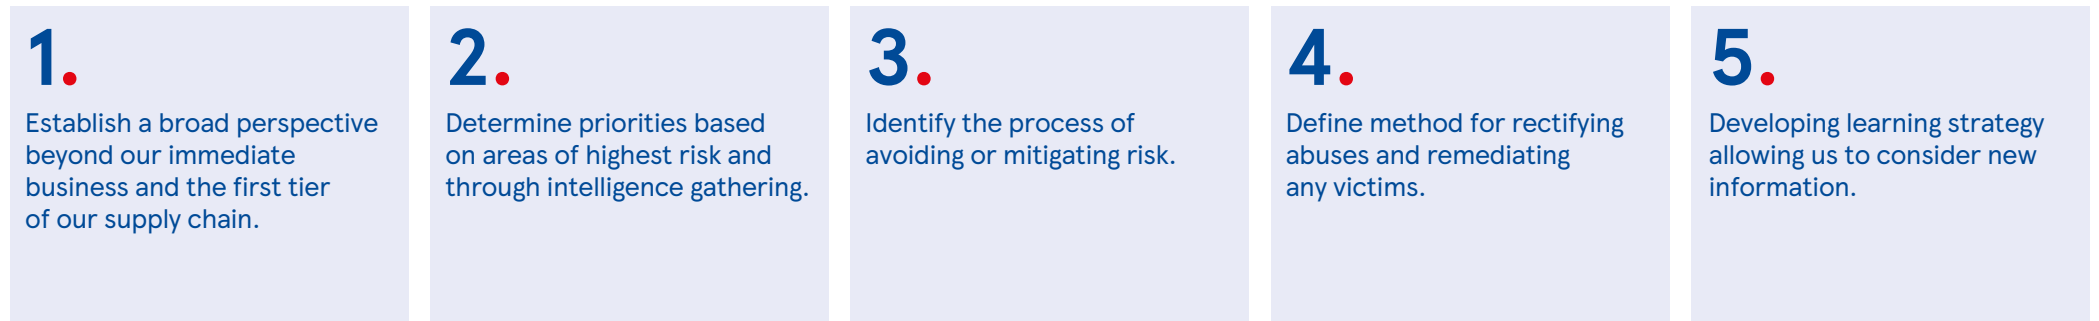 1.
Establish a broad perspective
beyond our immediate
business and the first tier
of our supply chain.
2.
Determine priorities based
on areas of highest risk and
through intelligence gathering.
3.
Identify the process of
avoiding or mitigating risk.
4.
Define method for rectifying
abuses and remediating
any victims.
5.
Developing learning strategy
allowing us to consider new
information.